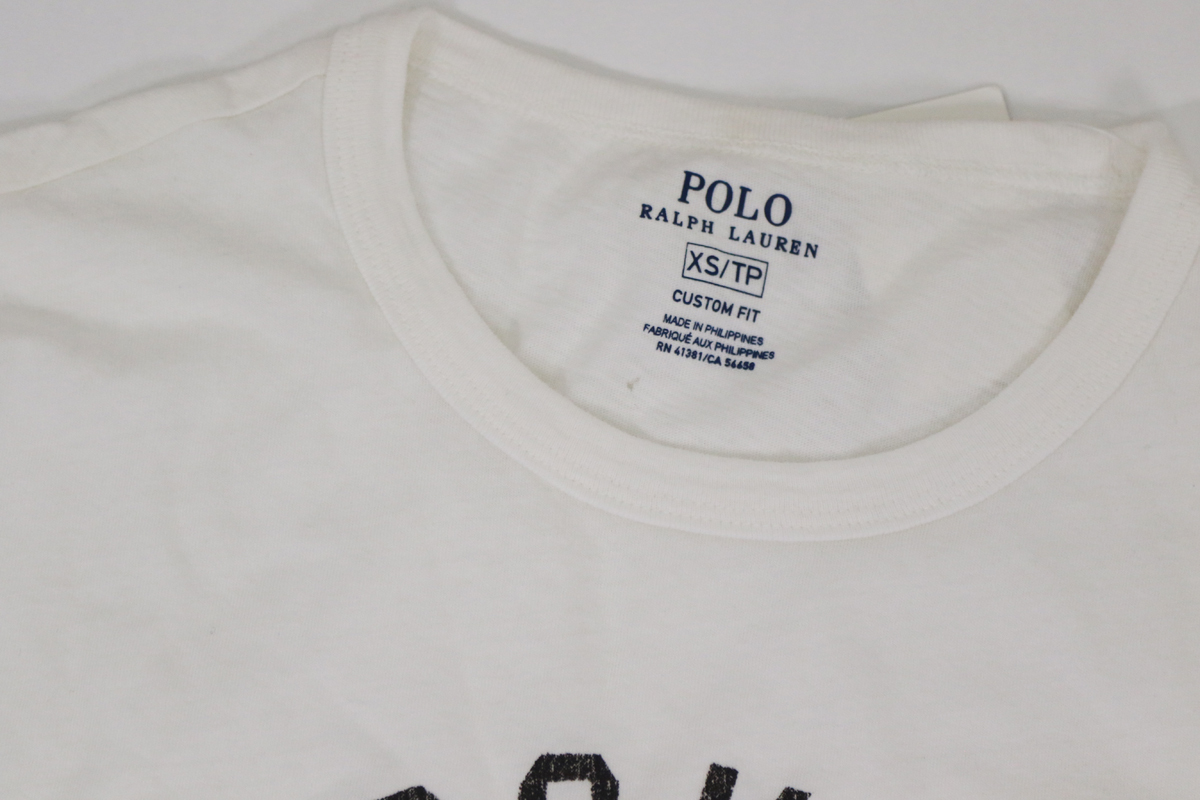 POLO
RALPH LAUREN
XS/TP
CUSTOM FIT
MADE IN PHILIPPINES
FABRIQUÉ AUX PHILIPPINES
RN 41381/CA 56658